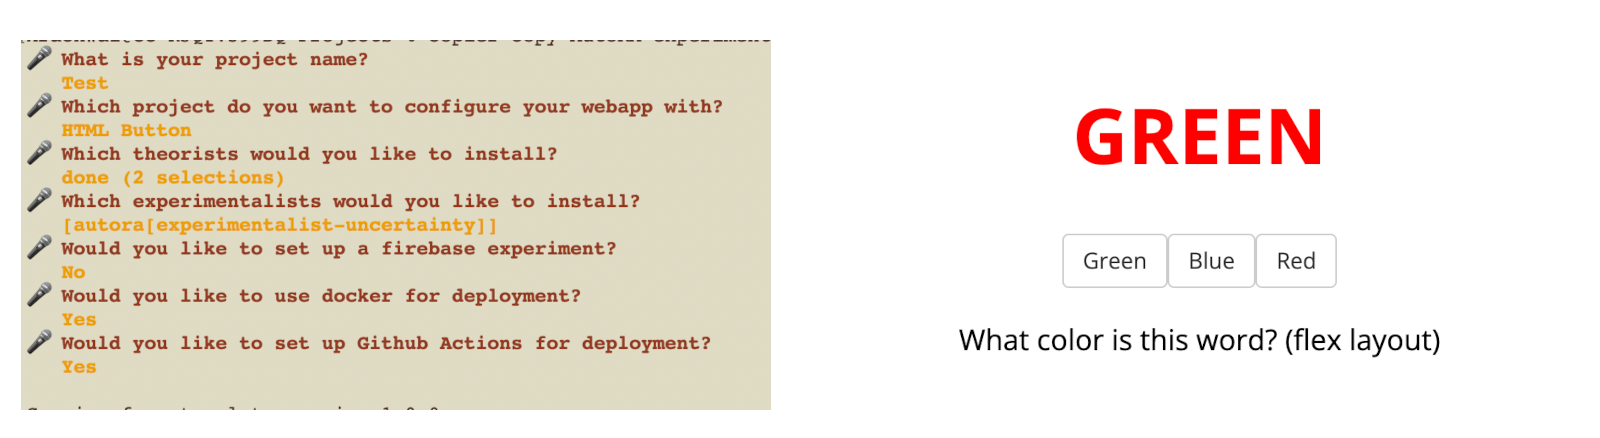 What is your project name?
Test
Which project do you want to configure your webapp with?
HTML Button
Which theorists would you like to install?
done (2 selections)
Which experimentalists would you like to install?
[autora[experimentalist-uncertainty]]
Would you like to set up a firebase experiment?
No
Would you like to use docker for deployment?
Yes
Would you like to set up Github Actions for deployment?
Yes
GREEN
Green Blue Red
What color is this word? (flex layout)